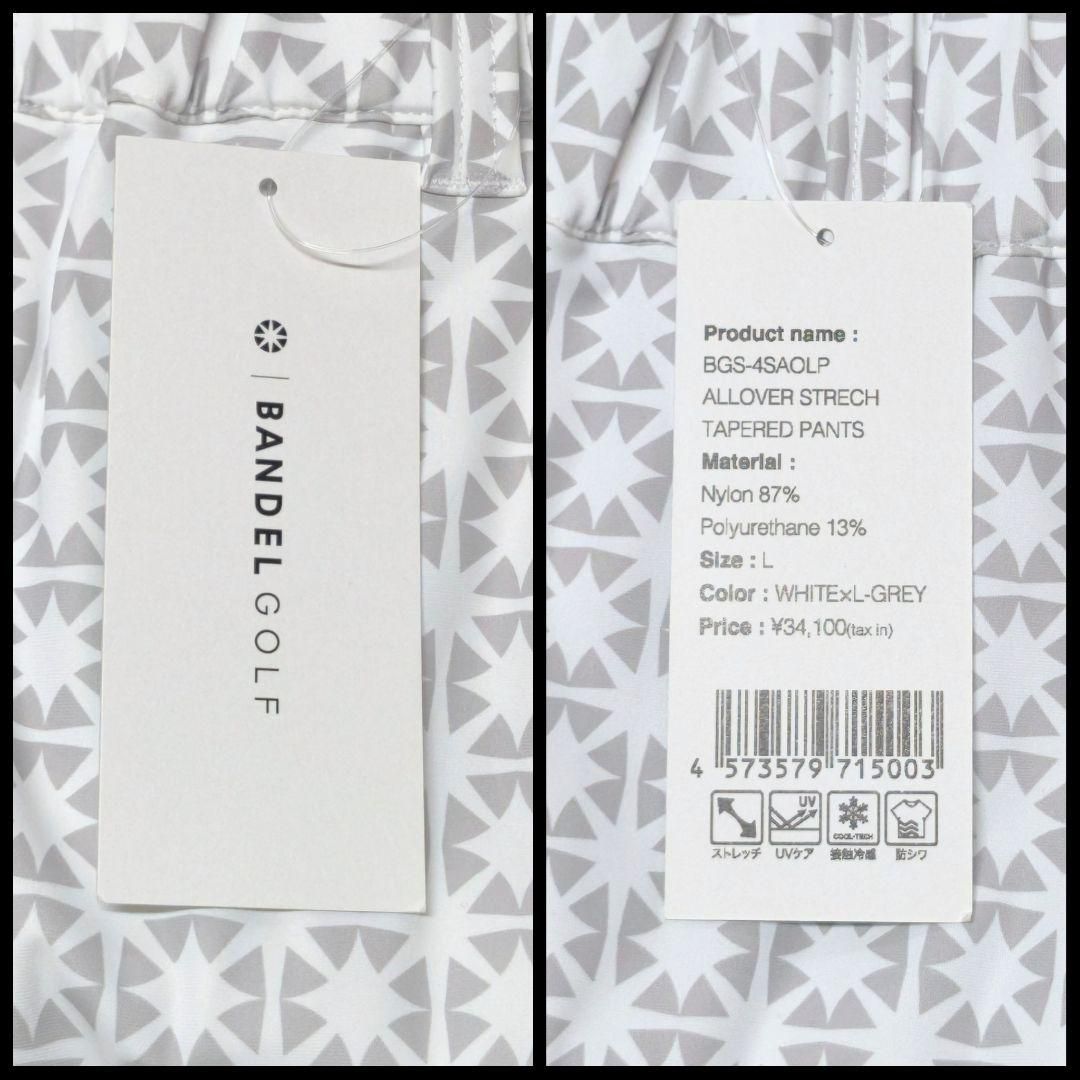 BANDEL GOLF
Product name :
BGS-4SAOLP
ALLOVER STRECH
TAPERED PANTS
Material :
Nylon 87%
Polyurethane 13%
Size : L
Color : WHITE×L-GREY
Price : ¥34,100(tax in)
4 573579 715003
UV
COOL-TECH
ストレッチ UVケア 接触冷感 防シワ